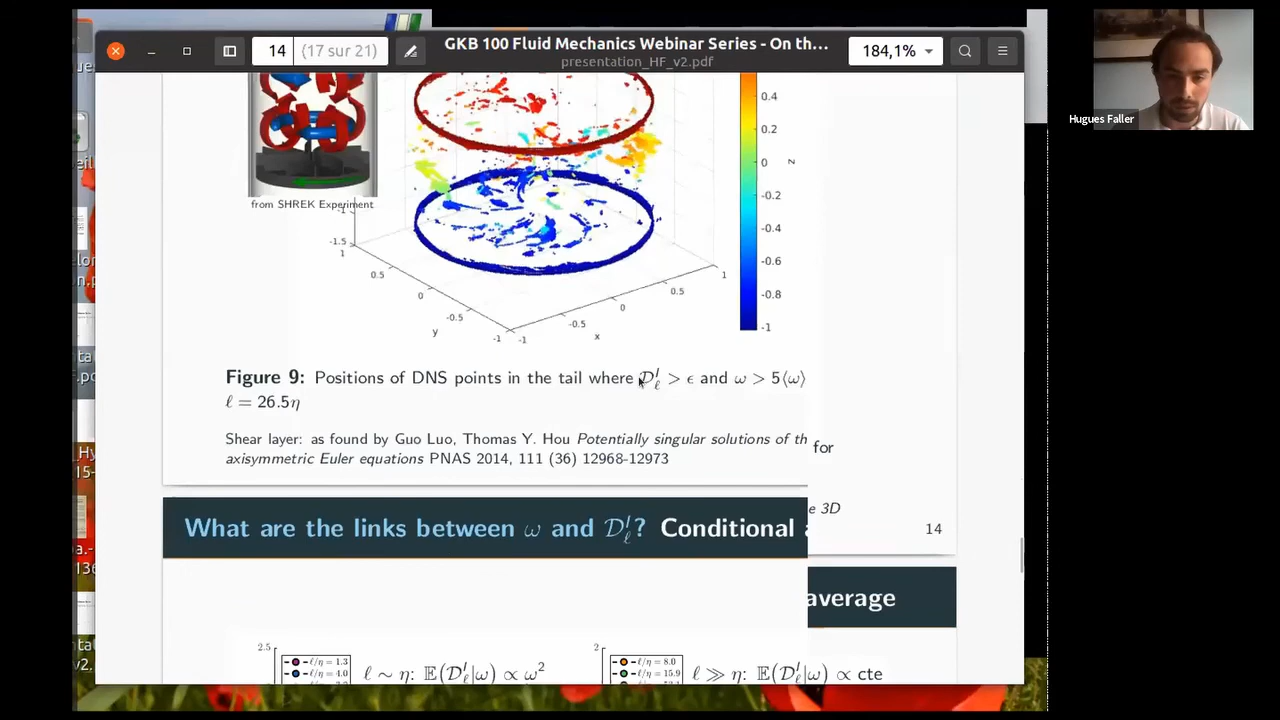 14 (17 sur 21)
GKB 100 Fluid Mechanics Webinar Series - On th…
presentation_HF_v2.pdf
184,1%
Hugues Faller
from SHREK Experiment
0.4
0.2
0
-0.2
-0.4
-0.6
-0.8
-1
z
-1
-1.5
1
0.5
0
-0.5
-1
y
-1
-0.5
0
0.5
1
x
Figure 9: Positions of DNS points in the tail where 𝒟ℓᴵ > ϵ and ω > 5⟨ω⟩
ℓ = 26.5η
Shear layer: as found by Guo Luo, Thomas Y. Hou Potentially singular solutions of th
for
axisymmetric Euler equations PNAS 2014, 111 (36) 12968–12973
3D
14
What are the links between ω and 𝒟ℓᴵ? Conditional a
average
2.5
ℓ/η = 1.3
ℓ/η = 4.0
ℓ ∼ η: 𝔼(𝒟ℓᴵ|ω) ∝ ω²
2
ℓ/η = 8.0
ℓ/η = 15.9
ℓ ≫ η: 𝔼(𝒟ℓᴵ|ω) ∝ cte